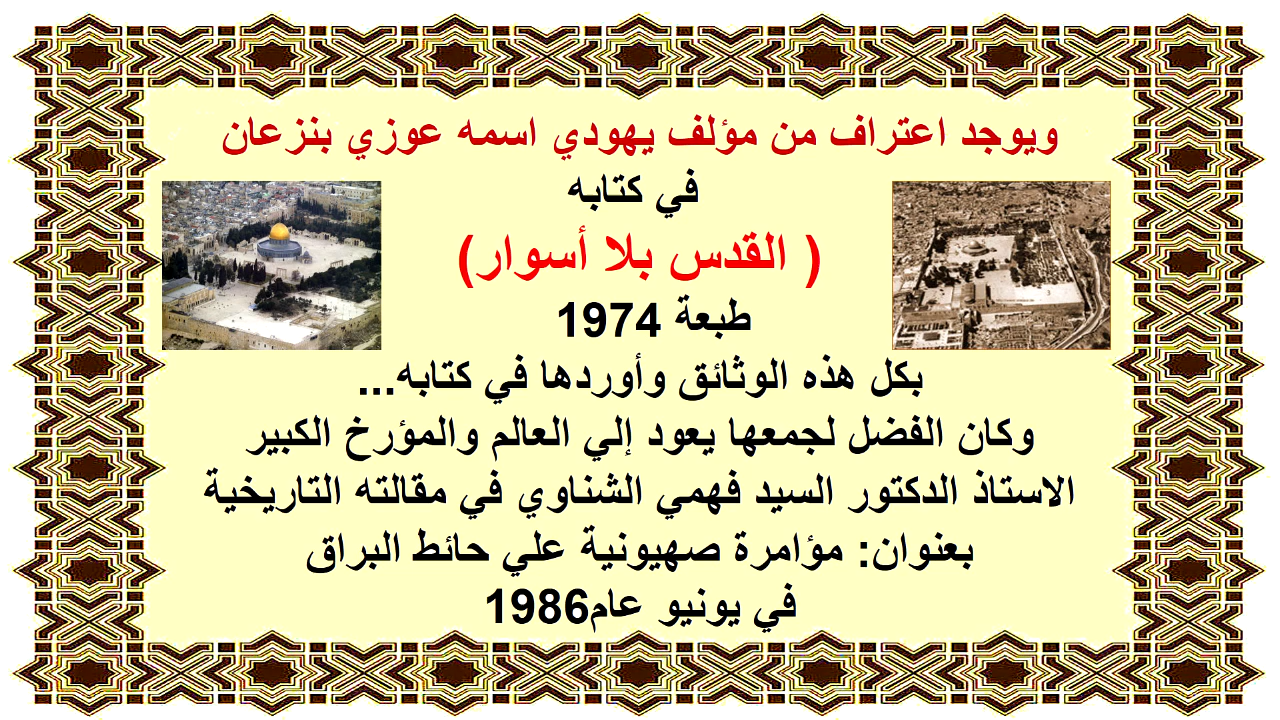 ويوجد اعتراف من مؤلف يهودي اسمه عوزي بنزعان
في كتابه
( القدس بلا أسوار)
طبعة 1974
بكل هذه الوثائق وأوردها في كتابه...
وكان الفضل لجمعها يعود إلي العالم والمؤرخ الكبير
الاستاذ الدكتور السيد فهمي الشناوي في مقالته التاريخية
بعنوان: مؤامرة صهيونية علي حائط البراق
في يونيو عام1986